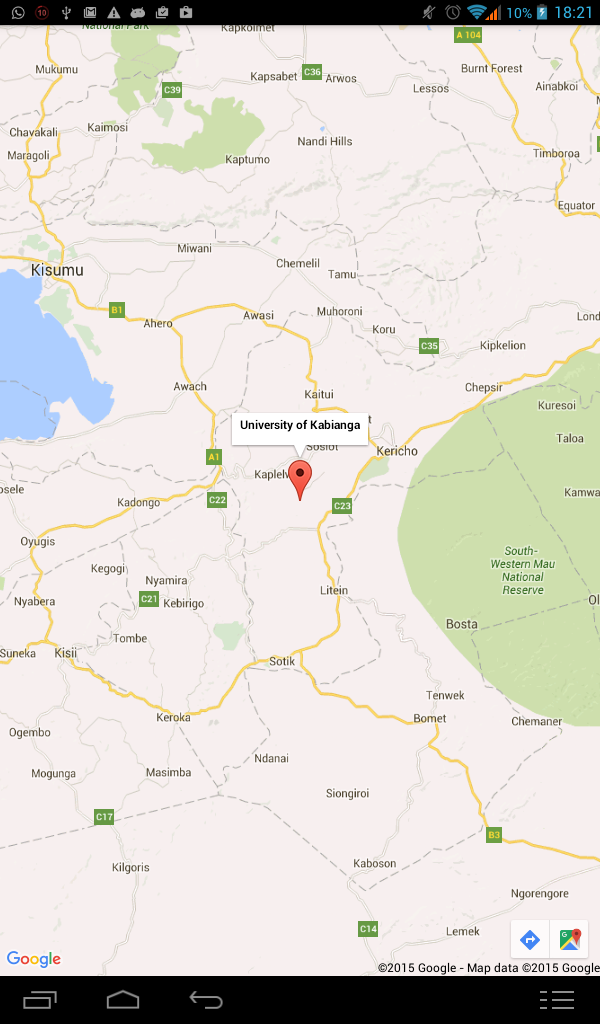 10
10%
18:21
National Park
Kapkolmet
A 104
Mukumu
Kapsabet
C36
Arwos
Burnt Forest
C39
Lessos
Ainabkoi
Chavakali
Kaimosi
Nandi Hills
Maragoli
Kaptumo
Timboroa
Equator
Miwani
Kisumu
Chemelil
Tamu
B1
Muhoroni
Awasi
Lond
Ahero
Koru
C35
Kipkelion
Awach
Kaitui
Chepsir
Kuresoi
University of Kabianga
t
Taloa
Sosiot
Kericho
A1
Kaplelw
osele
C22
Kamwa
Kadongo
C23
Oyugis
South-
Western Mau
National
Reserve
Kegogi
Nyamira
Litein
Nyabera
C21
Kebirigo
Ol
Bosta
Tombe
Suneka
Kisii
Sotik
Tenwek
Keroka
Bomet
Chemaner
Ogembo
Ndanai
Mogunga
Masimba
Siongiroi
C17
B3
Kilgoris
Kaboson
Ngorengore
C14
Lemek
Google
©2015 Google - Map data ©2015 Google